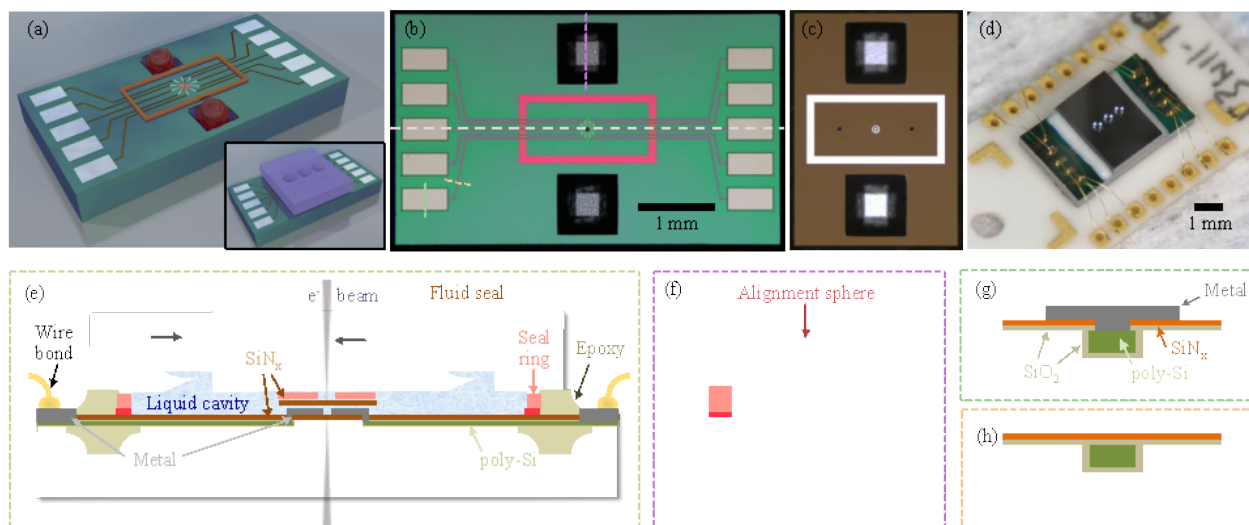 (a)
(b)
1 mm
(c)
(d)
1 mm
(e)
e- beam
Fluid seal
Wire
bond
SiNx
Seal
ring
Epoxy
Liquid cavity
Metal
poly-Si
(f)
Alignment sphere
(g)
Metal
SiO2
SiNx
poly-Si
(h)